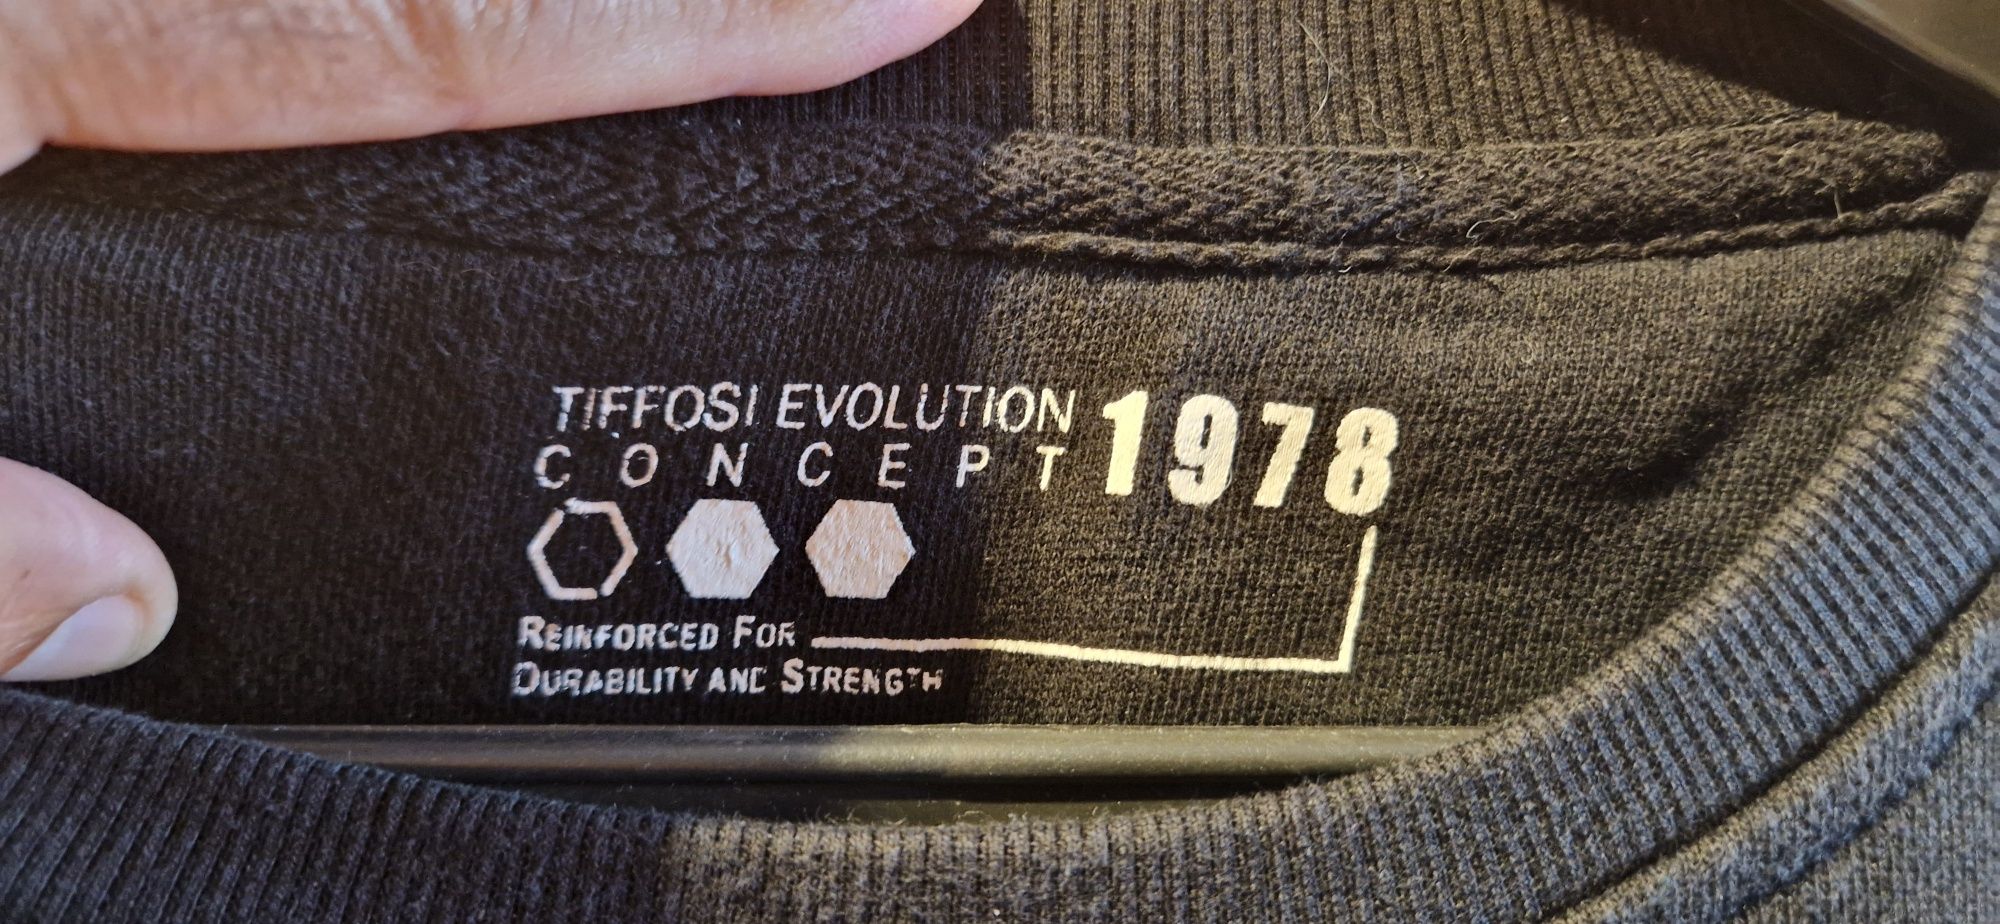 TIFFOSI EVOLUTION 1978
CONCEPT
REINFORCED FOR
DURABILITY AND STRENGTH